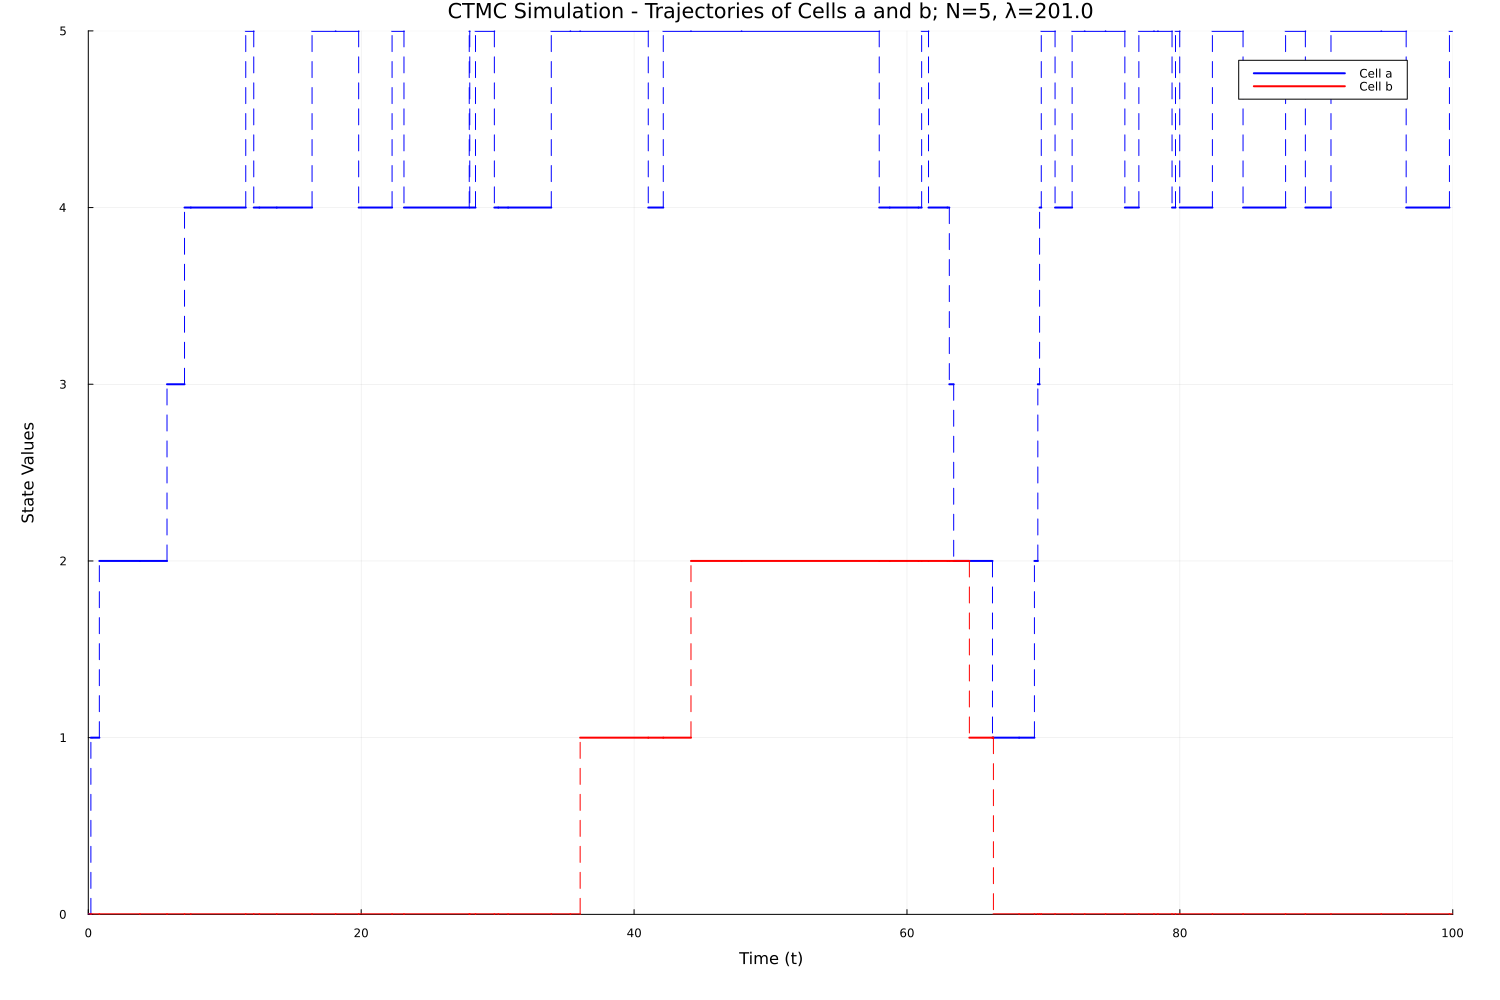 CTMC Simulation - Trajectories of Cells a and b; N=5, λ=201.0
5
4
3
2
1
0
State Values
Cell a
Cell b
0 20 40 60 80 100
Time (t)